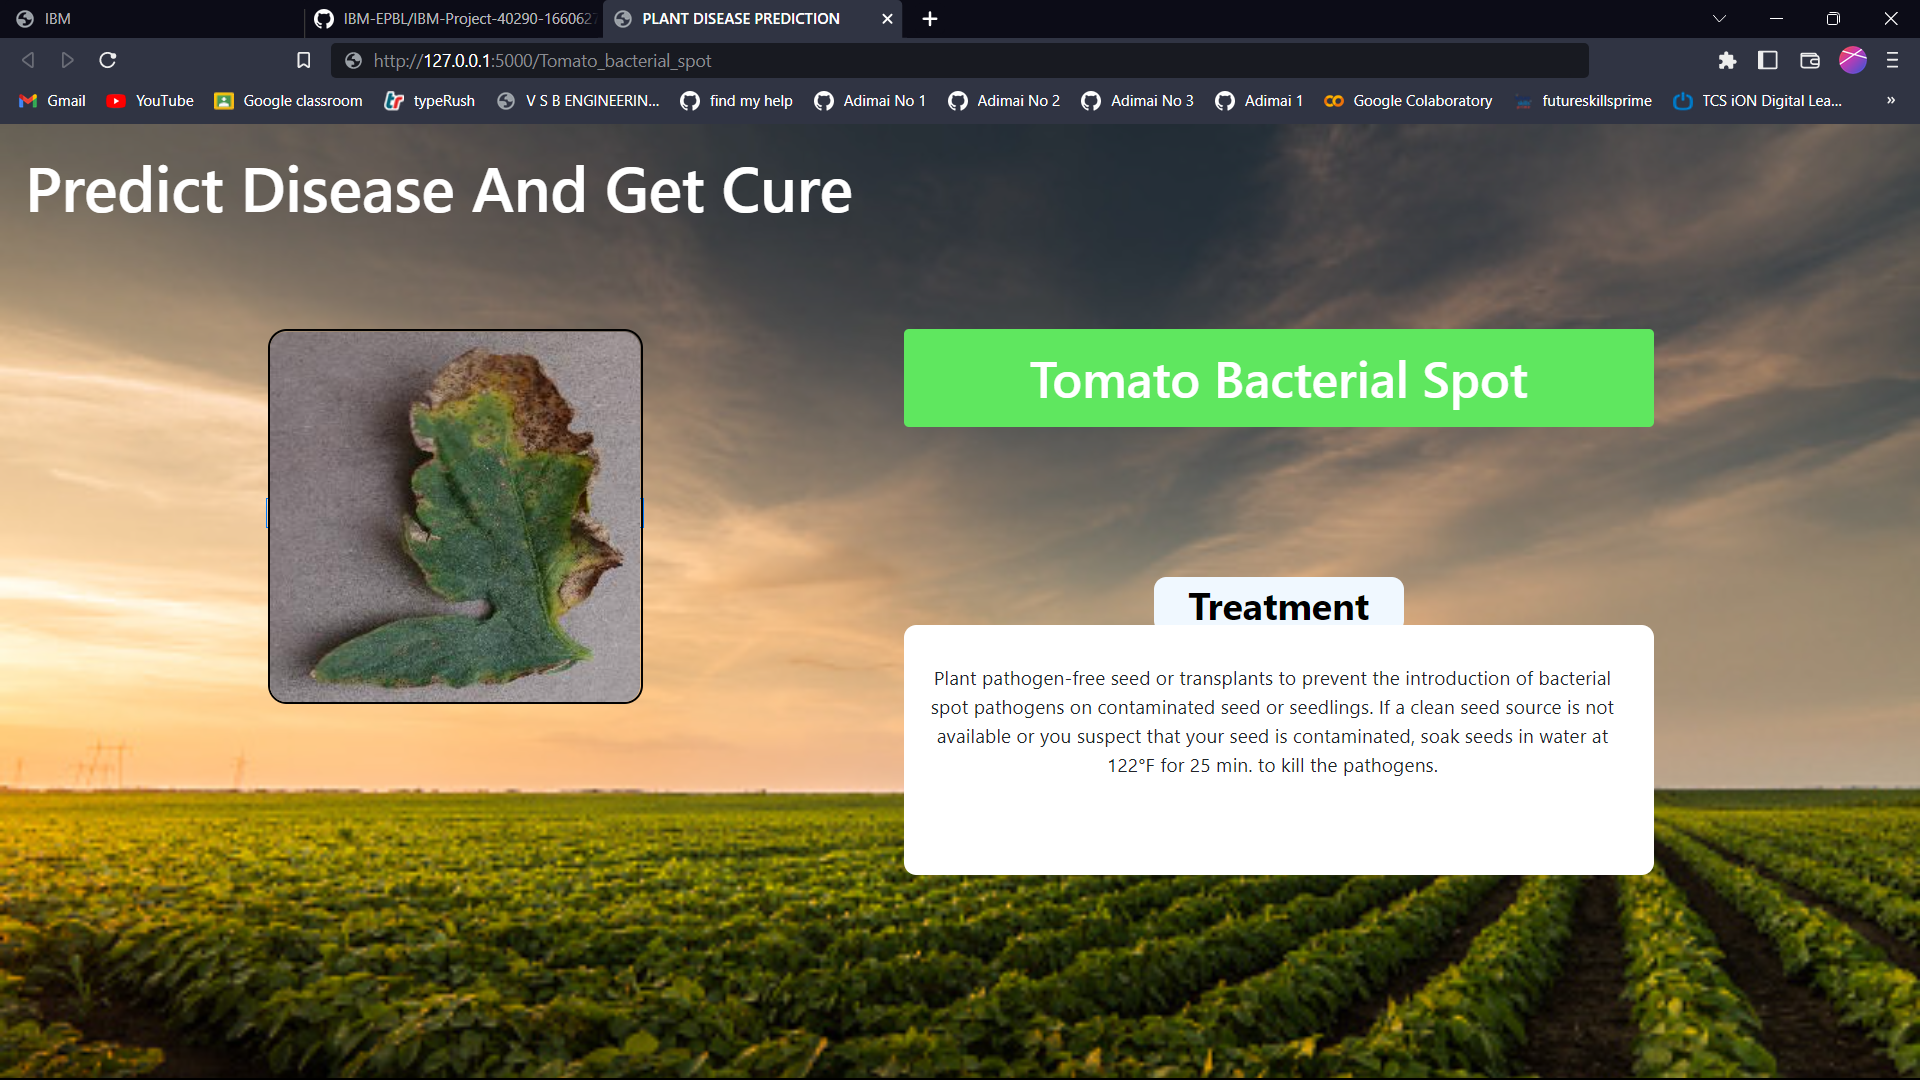 IBM
IBM-EPBL/IBM-Project-40290-1660627
PLANT DISEASE PREDICTION
http://127.0.0.1:5000/Tomato_bacterial_spot
Gmail
YouTube
Google classroom
typeRush
V S B ENGINEERIN...
find my help
Adimai No 1
Adimai No 2
Adimai No 3
Adimai 1
Google Colaboratory
futureskillsprime
TCS iON Digital Lea...
Predict Disease And Get Cure
Tomato Bacterial Spot
Treatment
Plant pathogen-free seed or transplants to prevent the introduction of bacterial
spot pathogens on contaminated seed or seedlings. If a clean seed source is not
available or you suspect that your seed is contaminated, soak seeds in water at
122°F for 25 min. to kill the pathogens.